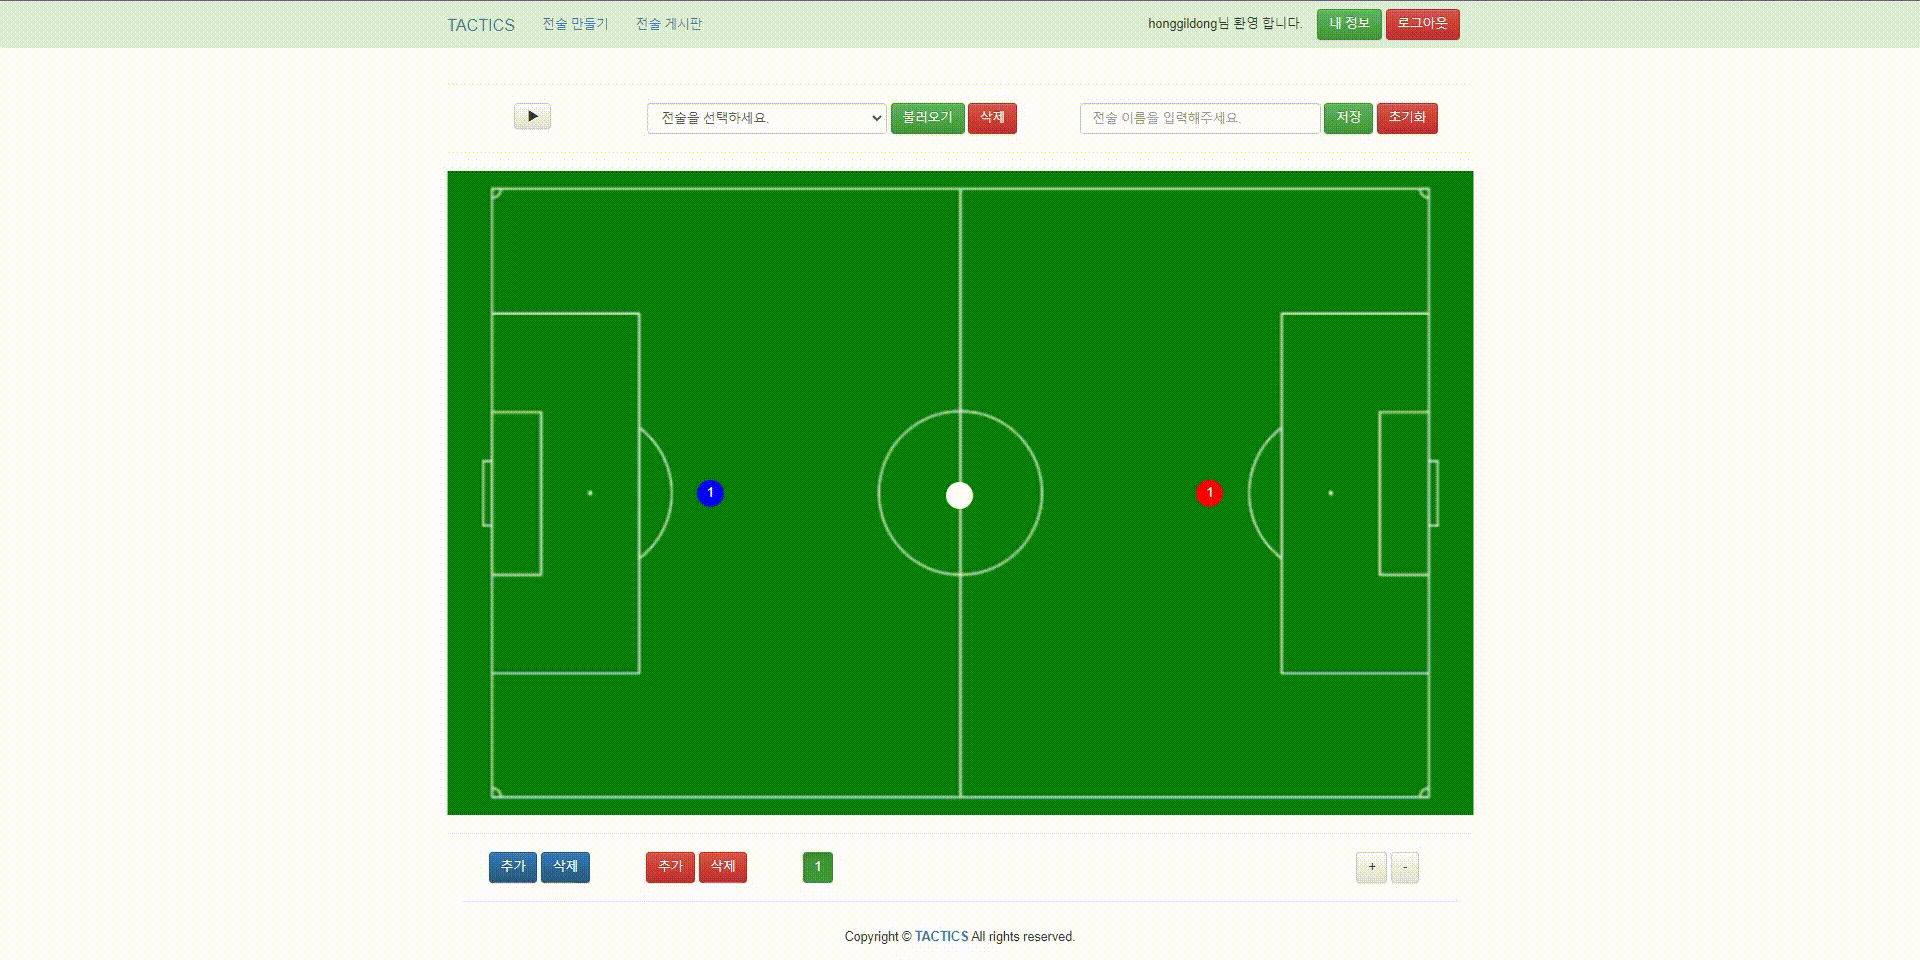 TACTICS 전술 만들기 전술 게시판 honggildong님 환영 합니다. 내 정보 로그아웃
▶ 전술을 선택하세요. 불러오기 삭제 전술 이름을 입력해주세요. 저장 초기화
1 1
추가 삭제 추가 삭제 1 + -
Copyright © TACTICS All rights reserved.